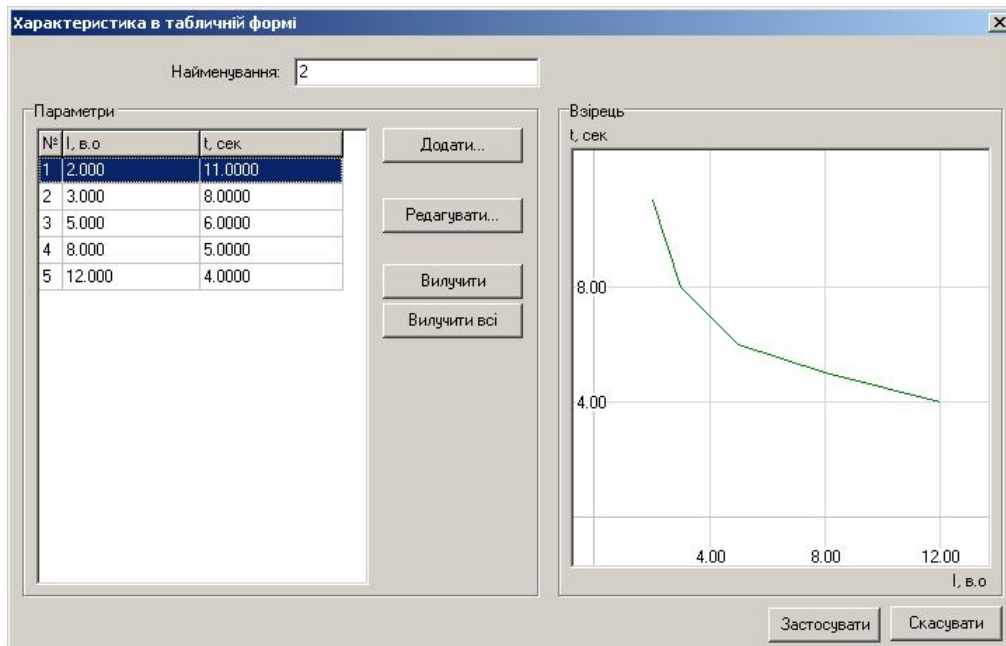 Характеристика в табличній формі
Найменування: 2
Параметри
№ I, в.о t, сек
1 2.000 11.0000
2 3.000 8.0000
3 5.000 6.0000
4 8.000 5.0000
5 12.000 4.0000
Додати...
Редагувати...
Вилучити
Вилучити всі
Взірець
t, сек
8.00
4.00
4.00 8.00 12.00
I, в.о
Застосувати Скасувати